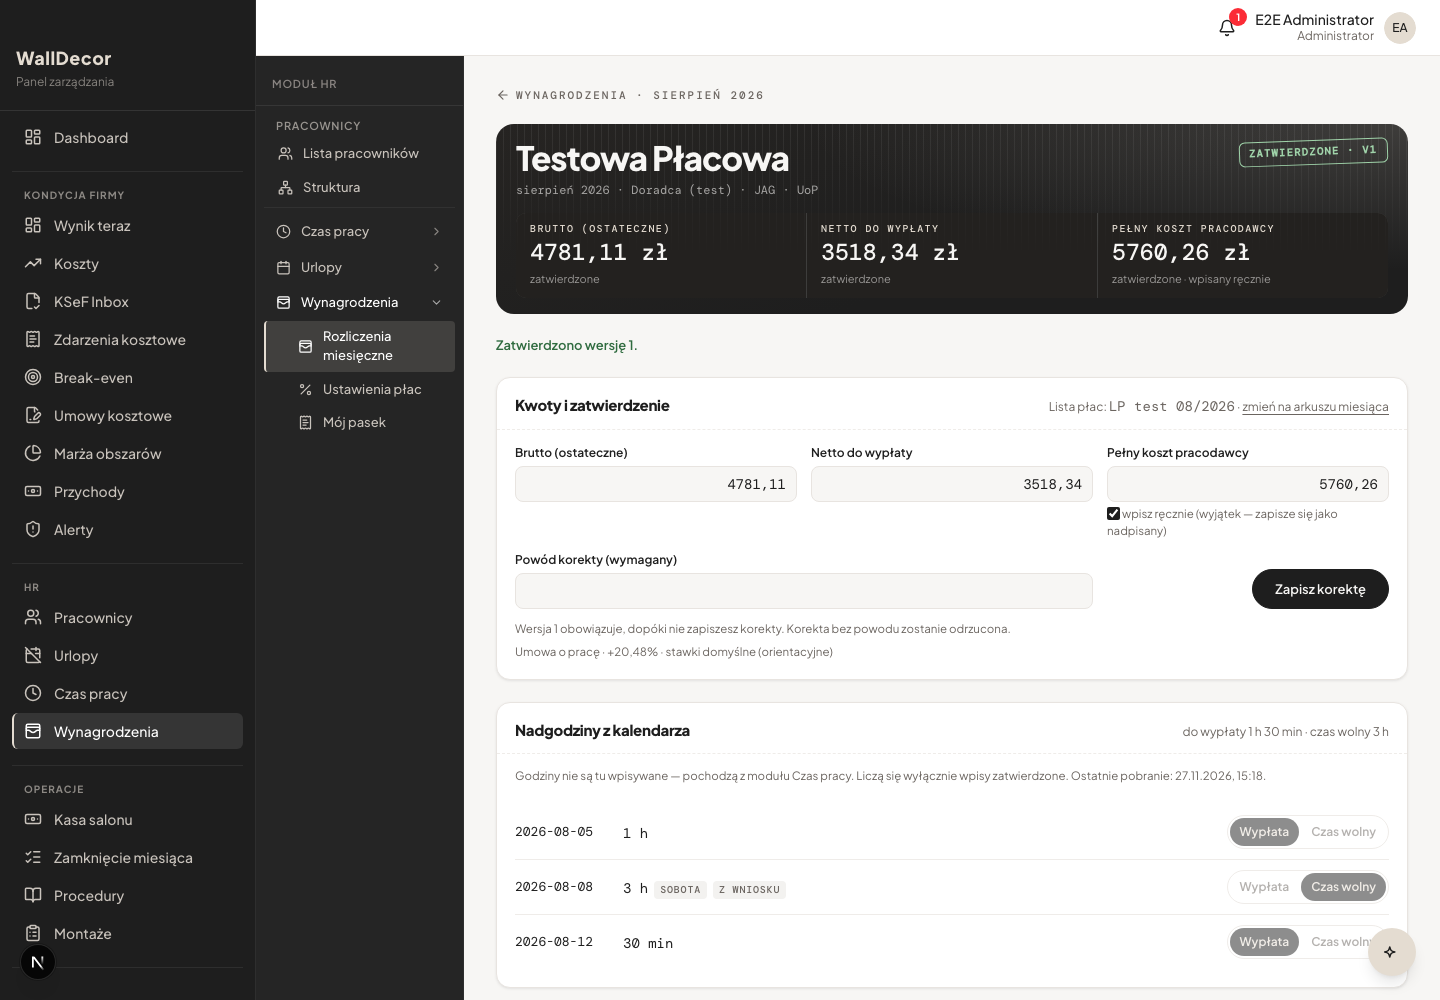 WallDecor
Panel zarządzania
Dashboard
KONDYCJA FIRMY
Wynik teraz
Koszty
KSeF Inbox
Zdarzenia kosztowe
Break-even
Umowy kosztowe
Marża obszarów
Przychody
Alerty
HR
Pracownicy
Urlopy
Czas pracy
Wynagrodzenia
OPERACJE
Kasa salonu
Zamknięcie miesiąca
Procedury
Montaże
N
MODUŁ HR
PRACOWNICY
Lista pracowników
Struktura
Czas pracy
Urlopy
Wynagrodzenia
Rozliczenia
miesięczne
Ustawienia płac
Mój pasek
1
E2E Administrator
Administrator
EA
← WYNAGRODZENIA · SIERPIEŃ 2026
Testowa Płacowa
ZATWIERDZONE · V1
sierpień 2026 · Doradca (test) · JAG · UoP
BRUTTO (OSTATECZNE)
4781,11 zł
zatwierdzone
NETTO DO WYPŁATY
3518,34 zł
zatwierdzone
PEŁNY KOSZT PRACODAWCY
5760,26 zł
zatwierdzone · wpisany ręcznie
Zatwierdzono wersję 1.
Kwoty i zatwierdzenie
Lista płac: LP test 08/2026 · zmień na arkuszu miesiąca
Brutto (ostateczne)
4781,11
Netto do wypłaty
3518,34
Pełny koszt pracodawcy
5760,26
wpisz ręcznie (wyjątek — zapisze się jako
nadpisany)
Powód korekty (wymagany)
Zapisz korektę
Wersja 1 obowiązuje, dopóki nie zapiszesz korekty. Korekta bez powodu zostanie odrzucona.
Umowa o pracę · +20,48% · stawki domyślne (orientacyjne)
Nadgodziny z kalendarza
do wypłaty 1 h 30 min · czas wolny 3 h
Godziny nie są tu wpisywane — pochodzą z modułu Czas pracy. Liczą się wyłącznie wpisy zatwierdzone. Ostatnie pobranie: 27.11.2026, 15:18.
2026-08-05 1 h Wypłata Czas wolny
2026-08-08 3 h SOBOTA Z WNIOSKU Wypłata Czas wolny
2026-08-12 30 min Wypłata Czas wolny